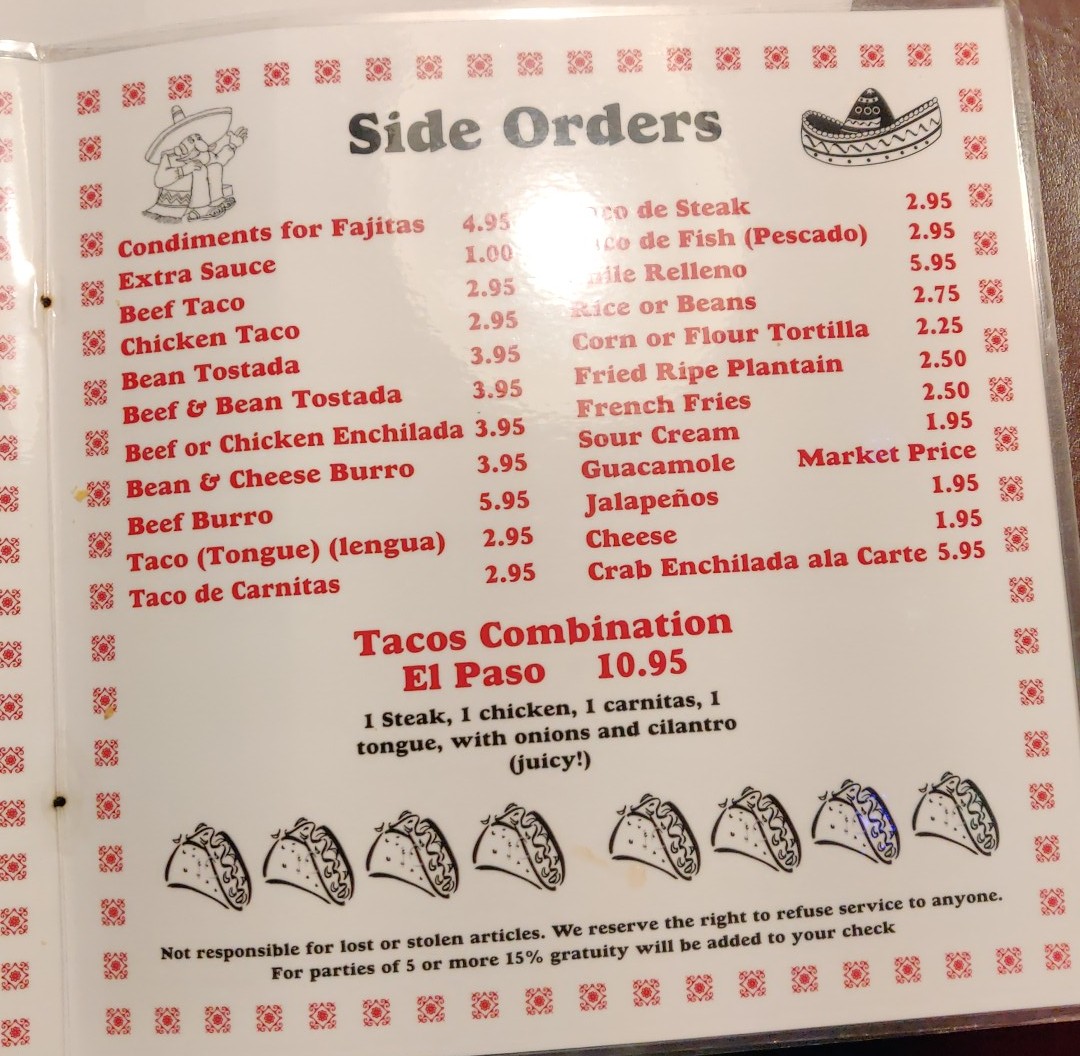 Side Orders
Condiments for Fajitas 4.95
Extra Sauce 1.00
Beef Taco 2.95
Chicken Taco 2.95
Bean Tostada 3.95
Beef & Bean Tostada 3.95
Beef or Chicken Enchilada 3.95
Bean & Cheese Burro 3.95
Beef Burro 5.95
Taco (Tongue) (lengua) 2.95
Taco de Carnitas 2.95
de Steak 2.95
de Fish (Pescado) 2.95
Relleno 5.95
Rice or Beans 2.75
Corn or Flour Tortilla 2.25
Fried Ripe Plantain 2.50
French Fries 2.50
Sour Cream 1.95
Guacamole Market Price
Jalapeños 1.95
Cheese 1.95
Crab Enchilada ala Carte 5.95
Tacos Combination
El Paso 10.95
1 Steak, 1 chicken, 1 carnitas, 1
tongue, with onions and cilantro
(juicy!)
Not responsible for lost or stolen articles. We reserve the right to refuse service to anyone.
For parties of 5 or more 15% gratuity will be added to your check